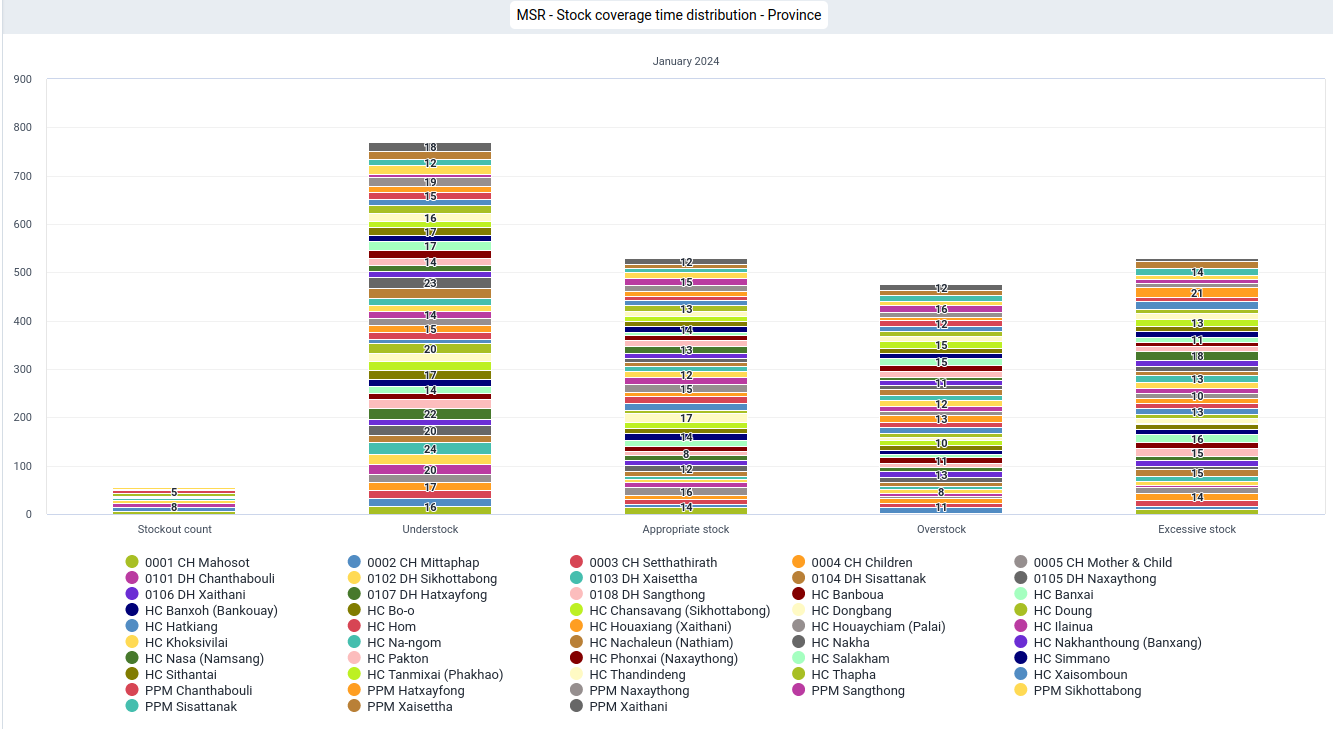 MSR - Stock coverage time distribution - Province
January 2024
900
800
700
600
500
400
300
200
100
0
5
8
18
12
19
15
16
17
17
14
23
14
15
20
17
14
22
20
24
20
17
16
12
15
13
14
13
12
15
17
14
8
12
16
14
12
16
12
15
15
11
12
13
10
11
13
8
11
14
21
13
11
18
13
10
13
16
15
15
14
Stockout count
Understock
Appropriate stock
Overstock
Excessive stock
0001 CH Mahosot
0002 CH Mittaphap
0003 CH Setthathirath
0004 CH Children
0005 CH Mother & Child
0101 DH Chanthabouli
0102 DH Sikhottabong
0103 DH Xaisettha
0104 DH Sisattanak
0105 DH Naxaythong
0106 DH Xaithani
0107 DH Hatxayfong
0108 DH Sangthong
HC Banboua
HC Banxai
HC Banxoh (Bankouay)
HC Bo-o
HC Chansavang (Sikhottabong)
HC Dongbang
HC Doung
HC Hatkiang
HC Hom
HC Houaxiang (Xaithani)
HC Houaychiam (Palai)
HC Ilainua
HC Khoksivilai
HC Na-ngom
HC Nachaleun (Nathiam)
HC Nakha
HC Nakhanthoung (Banxang)
HC Nasa (Namsang)
HC Pakton
HC Phonxai (Naxaythong)
HC Salakham
HC Simmano
HC Sithantai
HC Tanmixai (Phakhao)
HC Thandindeng
HC Thapha
HC Xaisomboun
PPM Chanthabouli
PPM Hatxayfong
PPM Naxaythong
PPM Sangthong
PPM Sikhottabong
PPM Sisattanak
PPM Xaisettha
PPM Xaithani